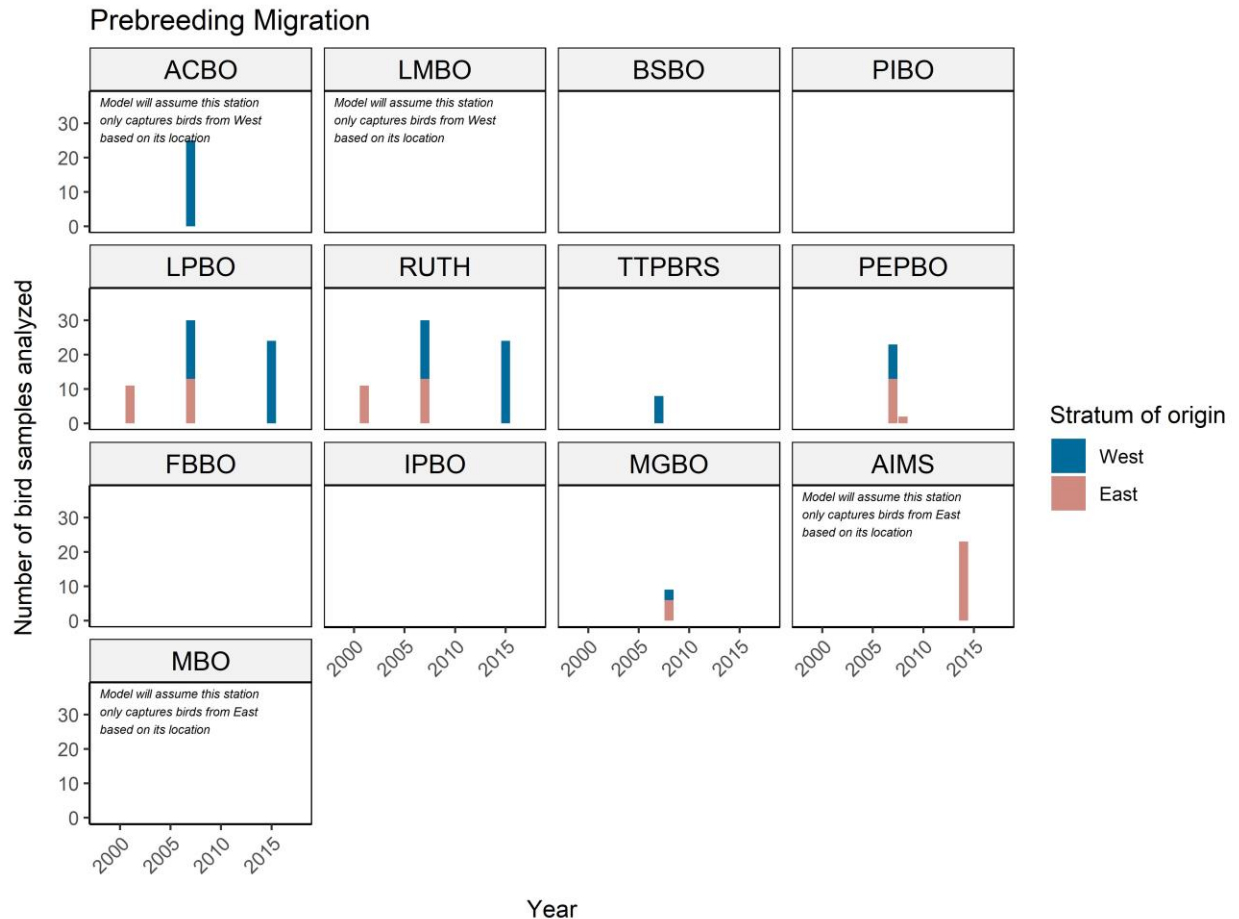 Prebreeding Migration
ACBO
LMBO
BSBO
PIBO
Model will assume this station
only captures birds from West
based on its location
Model will assume this station
only captures birds from West
based on its location
30
20
10
0
LPBO
RUTH
TTPBRS
PEPBO
30
20
10
0
FBBO
IPBO
MGBO
AIMS
Model will assume this station
only captures birds from East
based on its location
30
20
10
0
2000
2005
2010
2015
2000
2005
2010
2015
2000
2005
2010
2015
MBO
Model will assume this station
only captures birds from East
based on its location
30
20
10
0
2000
2005
2010
2015
Number of bird samples analyzed
Year
Stratum of origin
West
East